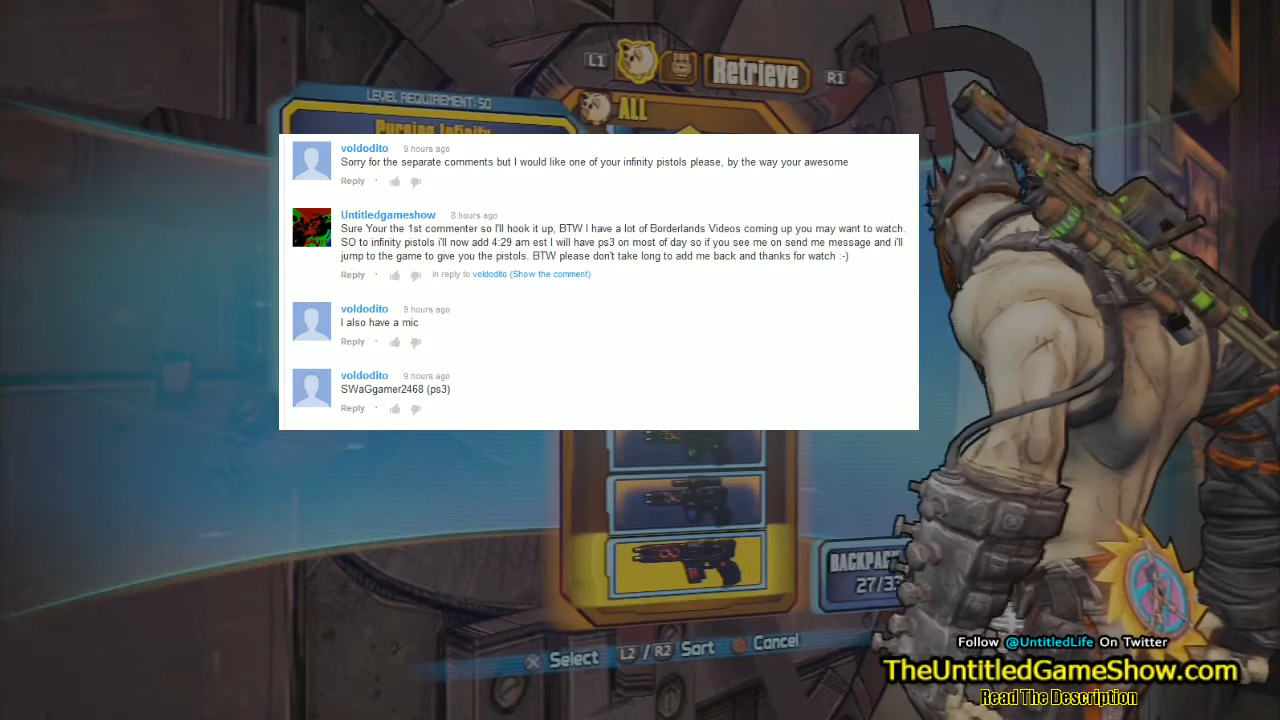 L1
Retrieve
R1
LEVEL REQUIREMENT: 50
ALL
Purging Infinity
voldodito 9 hours ago
Sorry for the separate comments but I would like one of your infinity pistols please, by the way your awesome
Reply ·
Untitledgameshow 8 hours ago
Sure Your the 1st commenter so I'll hook it up, BTW I have a lot of Borderlands Videos coming up you may want to watch.
SO to infinity pistols i'll now add 4:29 am est I will have ps3 on most of day so if you see me on send me message and i'll
jump to the game to give you the pistols. BTW please don't take long to add me back and thanks for watch :-)
Reply · in reply to voldodito (Show the comment)
voldodito 9 hours ago
I also have a mic
Reply ·
voldodito 9 hours ago
SWaGgamer2468 (ps3)
Reply ·
BACKPACK
27/33
Select L2 / R2 Sort Cancel
Follow @UntitledLife On Twitter
TheUntitledGameShow.com
Read The Description